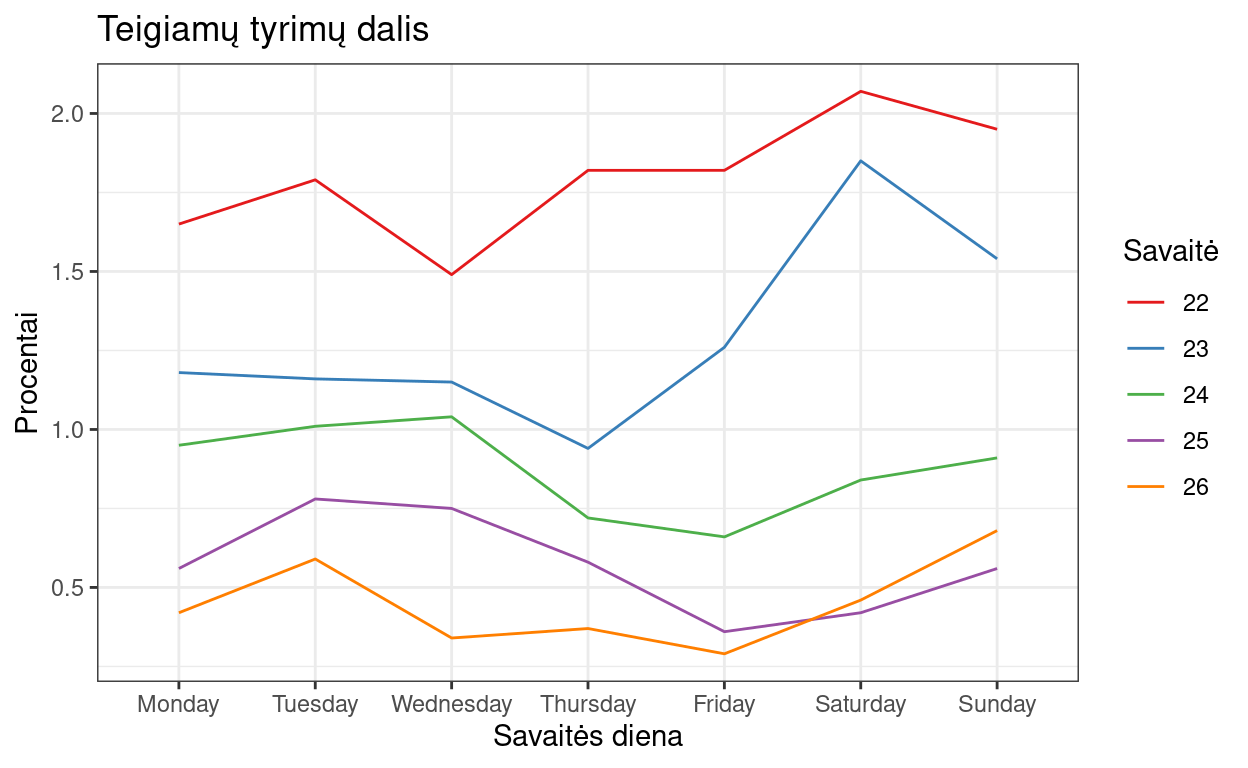 Teigiamų tyrimų dalis
Procentai
2.0
1.5
1.0
0.5
Monday Tuesday Wednesday Thursday Friday Saturday Sunday
Savaitės diena
Savaitė
22
23
24
25
26